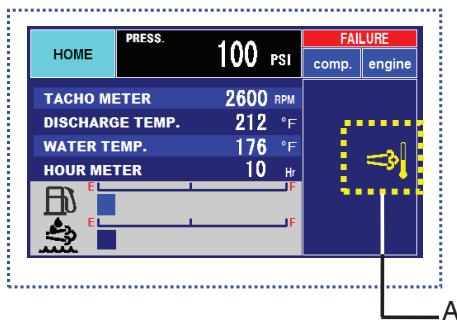 HOME
PRESS.
100 PSI
FAILURE
comp. engine
TACHO METER 2600 RPM
DISCHARGE TEMP. 212 °F
WATER TEMP. 176 °F
HOUR METER 10 Hr
E F
E F
A